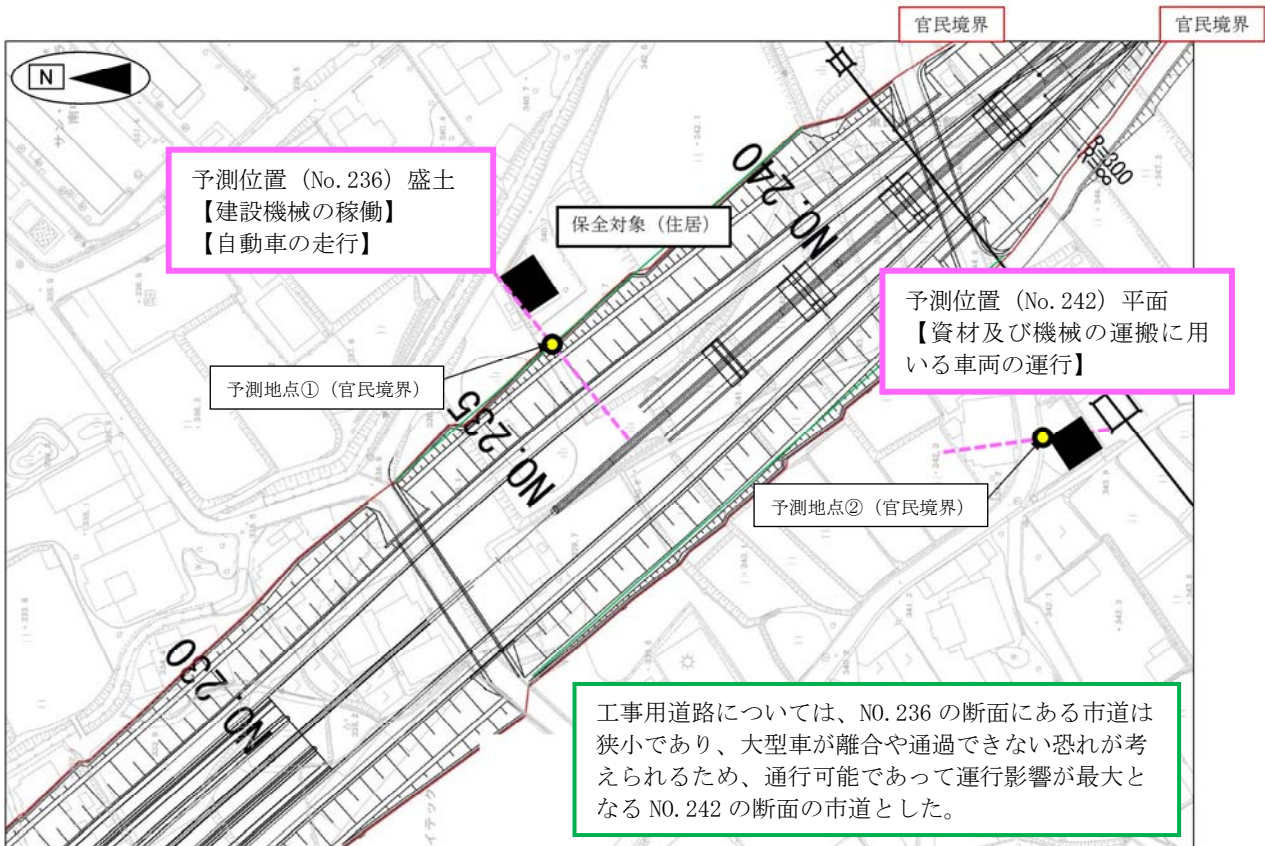 官民境界
官民境界
N
予測位置（No.236）盛土
【建設機械の稼働】
【自動車の走行】
保全対象（住居）
予測地点①（官民境界）
予測位置（No.242）平面
【資材及び機械の運搬に用
いる車両の運行】
予測地点②（官民境界）
NO.240
NO.235
NO.230
R=300
R=∞
イテック
工事用道路については、NO.236 の断面にある市道は
狭小であり、大型車が離合や通過できない恐れが考
えられるため、通行可能であって運行影響が最大と
なる NO.242 の断面の市道とした。